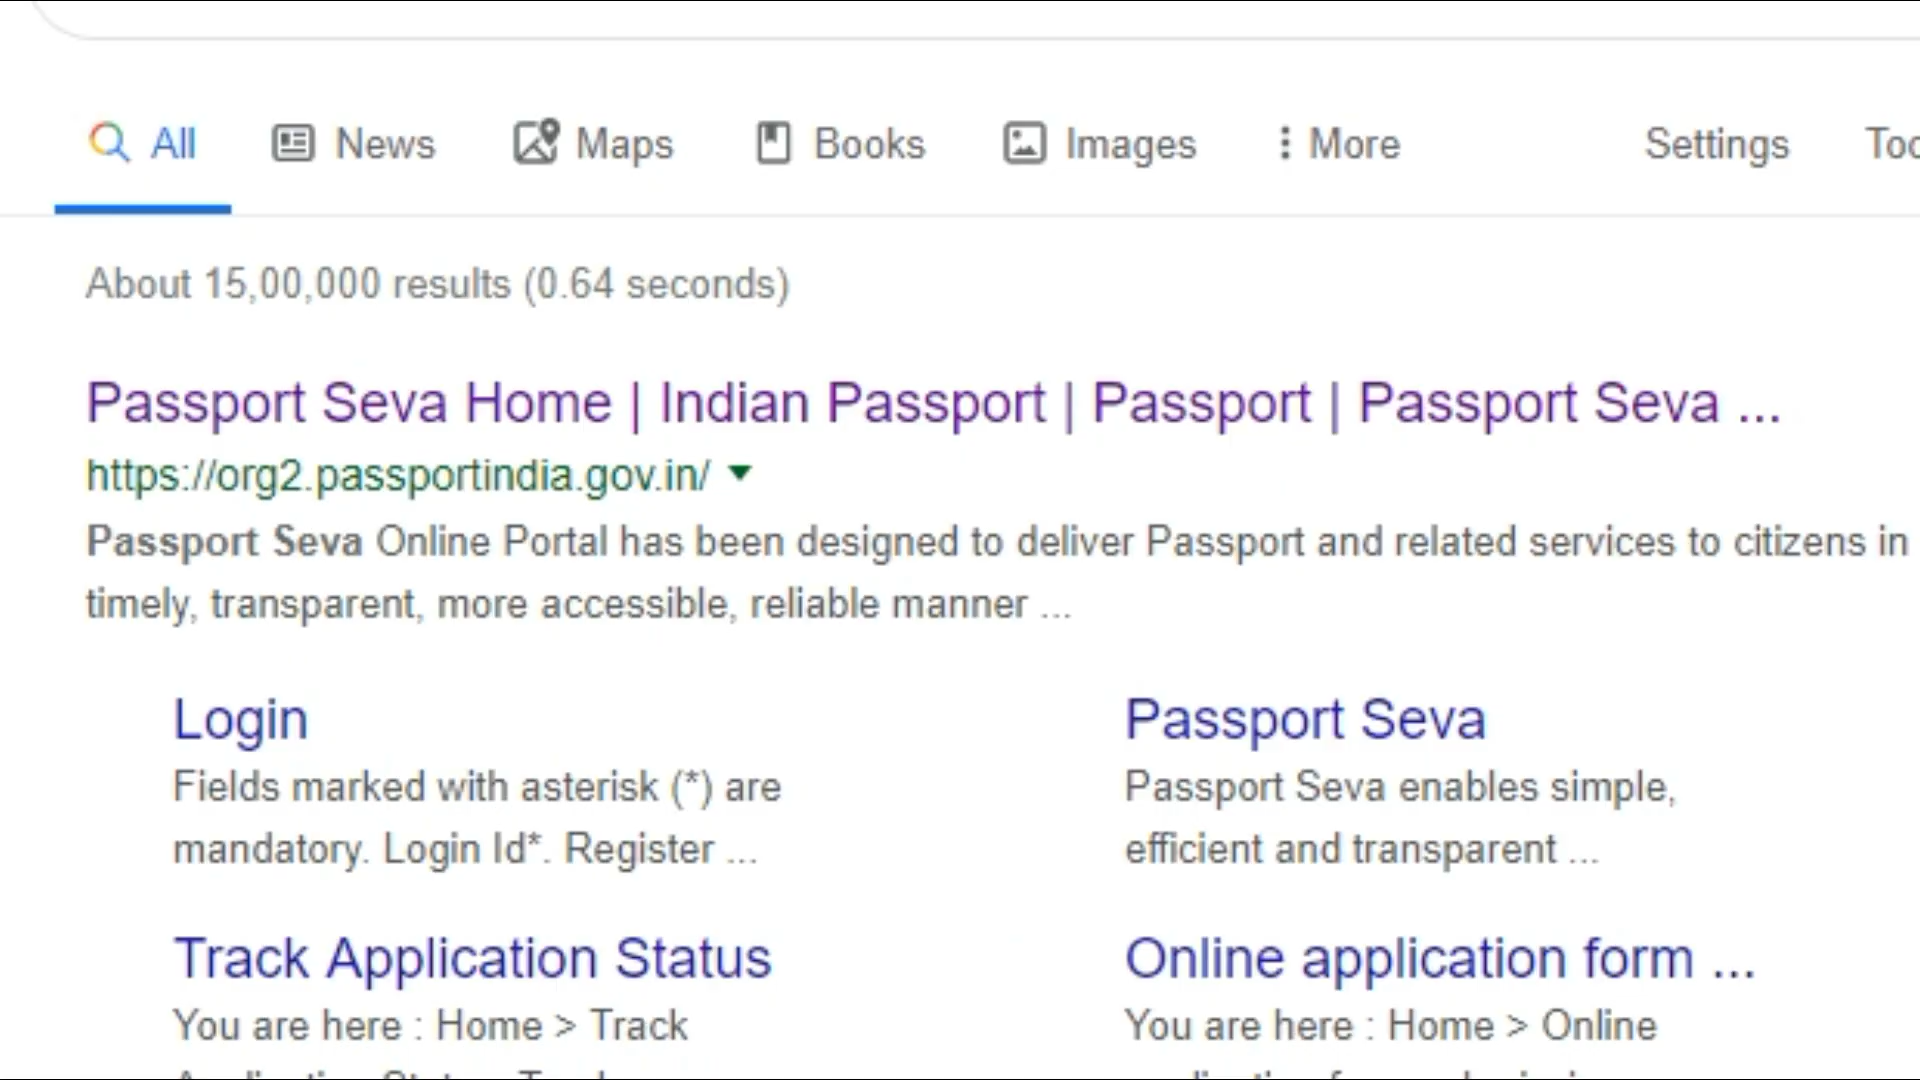 All News Maps Books Images More Settings
About 15,00,000 results (0.64 seconds)
Passport Seva Home | Indian Passport | Passport | Passport Seva ...
https://org2.passportindia.gov.in/
Passport Seva Online Portal has been designed to deliver Passport and related services to citizens in
timely, transparent, more accessible, reliable manner ...
Login
Fields marked with asterisk (*) are
mandatory. Login Id*. Register ...
Passport Seva
Passport Seva enables simple,
efficient and transparent ...
Track Application Status
You are here : Home > Track
Online application form ...
You are here : Home > Online